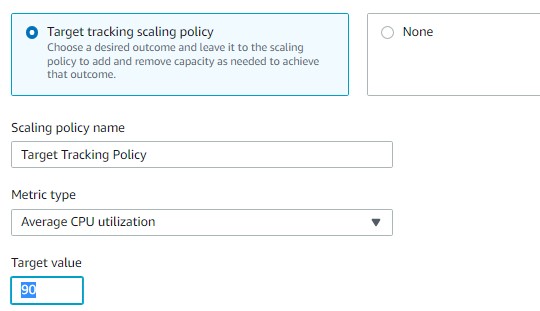 Target tracking scaling policy
Choose a desired outcome and leave it to the scaling
policy to add and remove capacity as needed to achieve
that outcome.
None
Scaling policy name
Target Tracking Policy
Metric type
Average CPU utilization
Target value
90